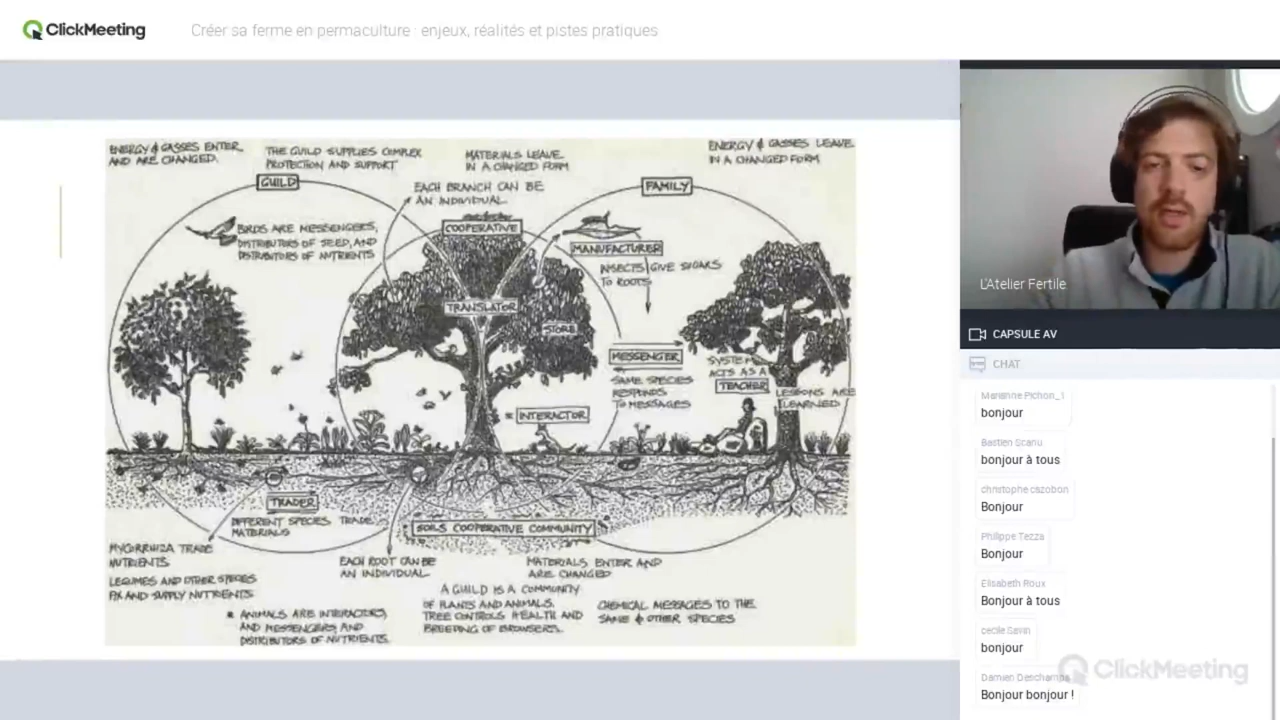 ClickMeeting
Créer sa ferme en permaculture : enjeux, réalités et pistes pratiques
ENERGY & GASSES ENTER
AND ARE CHANGED.
THE GUILD SUPPLIES COMPLEX
PROTECTION AND SUPPORT
MATERIALS LEAVE
IN A CHANGED FORM
ENERGY & GASSES LEAVE
IN A CHANGED FORM
GUILD
EACH BRANCH CAN BE
AN INDIVIDUAL.
FAMILY
BIRDS ARE MESSENGERS,
DISTRIBUTORS OF SEED, AND
DISTRIBUTORS OF NUTRIENTS
COOPERATIVE
MANUFACTURER
INSECTS GIVE SUGARS
TO ROOTS
TRANSLATOR
STORE
MESSENGER
SAME SPECIES
RESPONDS
TO MESSAGES
SYSTEM
ACTS AS A
TEACHER
LESSONS ARE
LEARNED
* INTERACTOR
TRADER
DIFFERENT SPECIES TRADE
MATERIALS
SOILS COOPERATIVE COMMUNITY
MYCORRHIZA TRADE
NUTRIENTS
LEGUMES AND OTHER SPECIES
FIX AND SUPPLY NUTRIENTS
EACH ROOT CAN BE
AN INDIVIDUAL
MATERIALS ENTER AND
ARE CHANGED
* ANIMALS ARE INTERACTORS,
AND MESSENGERS, AND
DISTRIBUTORS OF NUTRIENTS.
A GUILD IS A COMMUNITY
OF PLANTS AND ANIMALS.
TREE CONTROLS HEALTH AND
BREEDING OF BROWSERS.
CHEMICAL MESSAGES TO THE
SAME & OTHER SPECIES
L'Atelier Fertile
CAPSULE AV
CHAT
Marianne Pichon_1
bonjour
Bastien Scanu
bonjour à tous
christophe cazobon
Bonjour
Philippe Tezza
Bonjour
Elisabeth Roux
Bonjour à tous
cecile Savin
bonjour
Damien Deschamps
Bonjour bonjour !
ClickMeeting